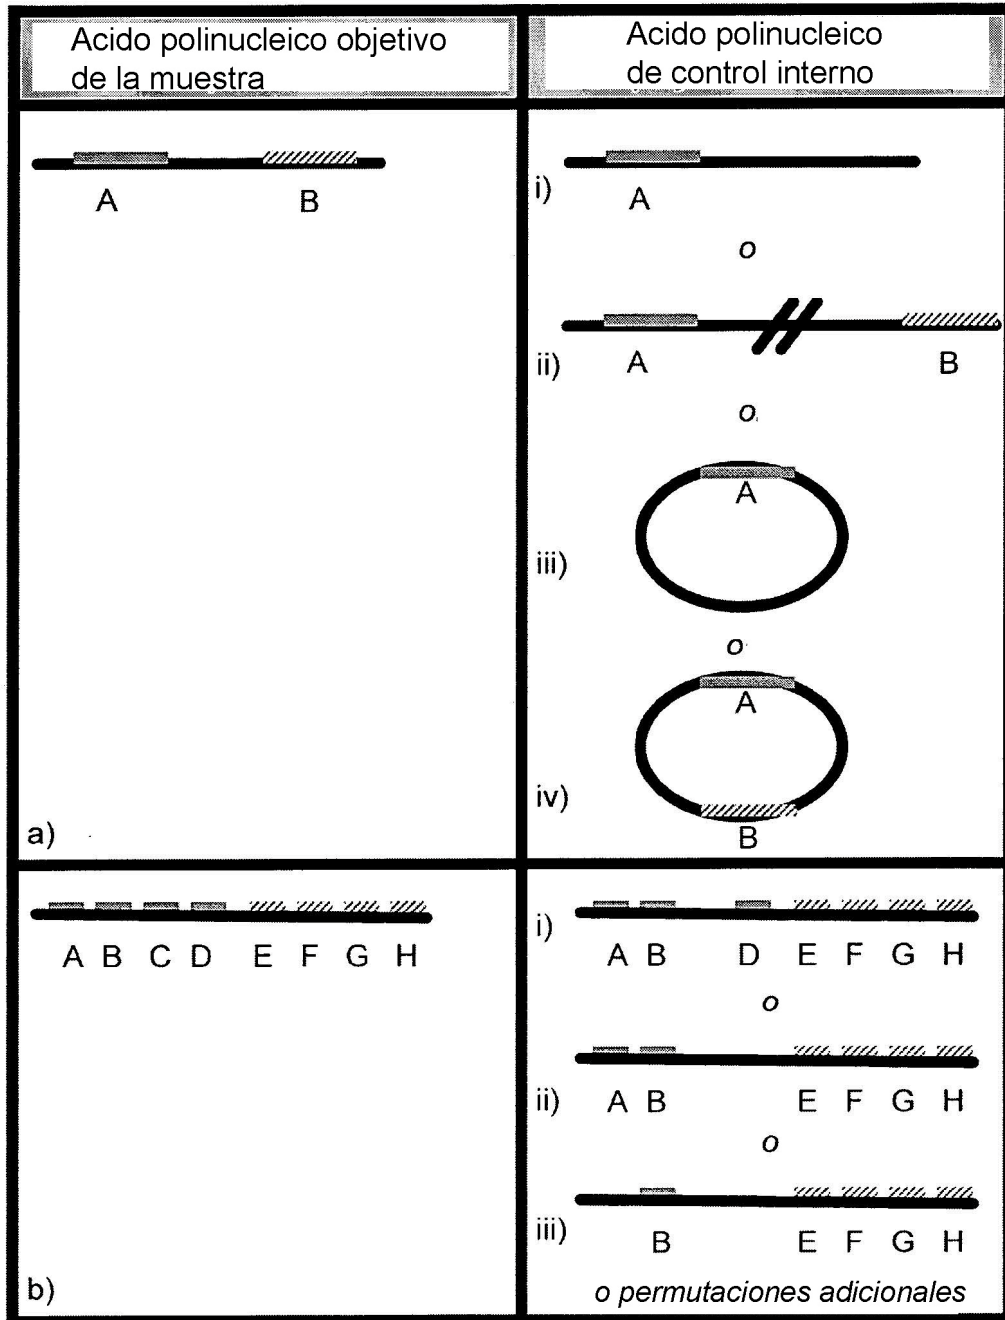 Acido polinucleico objetivo
de la muestra
Acido polinucleico
de control interno
A B
i)
A
o
ii)
A B
o
iii)
A
o
iv)
A
B
a)
A B C D E F G H
i)
A B D E F G H
o
ii)
A B E F G H
o
iii)
B E F G H
b)
o permutaciones adicionales